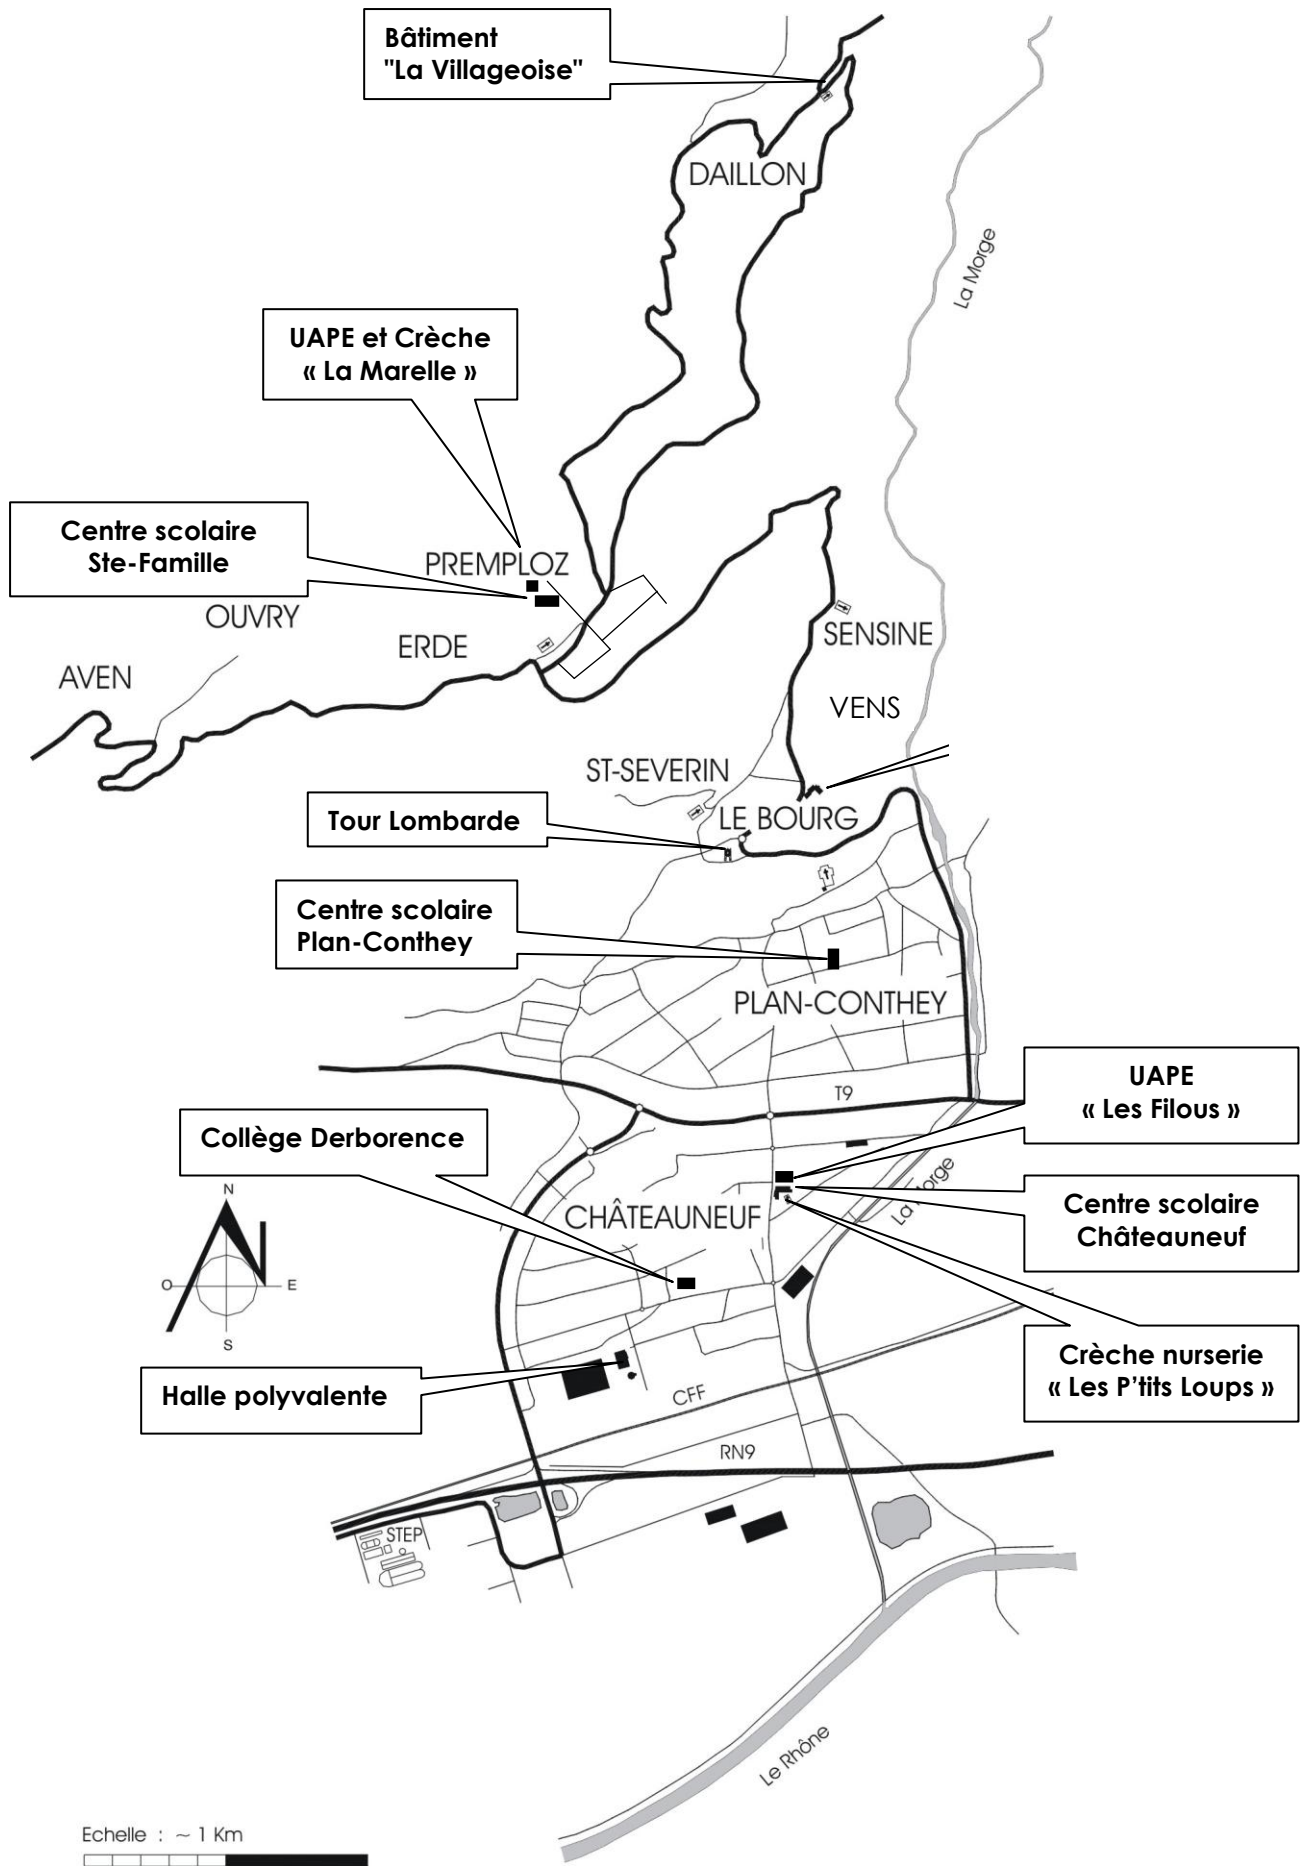 Bâtiment
"La Villageoise"
DAILLON
La Morge
UAPE et Crèche
« La Marelle »
Centre scolaire
Ste-Famille
PREMPLOZ
OUVRY
ERDE
SENSINE
AVEN
VENS
ST-SEVERIN
Tour Lombarde
LE BOURG
Centre scolaire
Plan-Conthey
PLAN-CONTHEY
T9
UAPE
« Les Filous »
Collège Derborence
La Morge
Centre scolaire
Châteauneuf
N
O
E
S
CHÂTEAUNEUF
Crèche nurserie
« Les P'tits Loups »
Halle polyvalente
CFF
RN9
STEP
Le Rhône
Echelle : ~ 1 Km